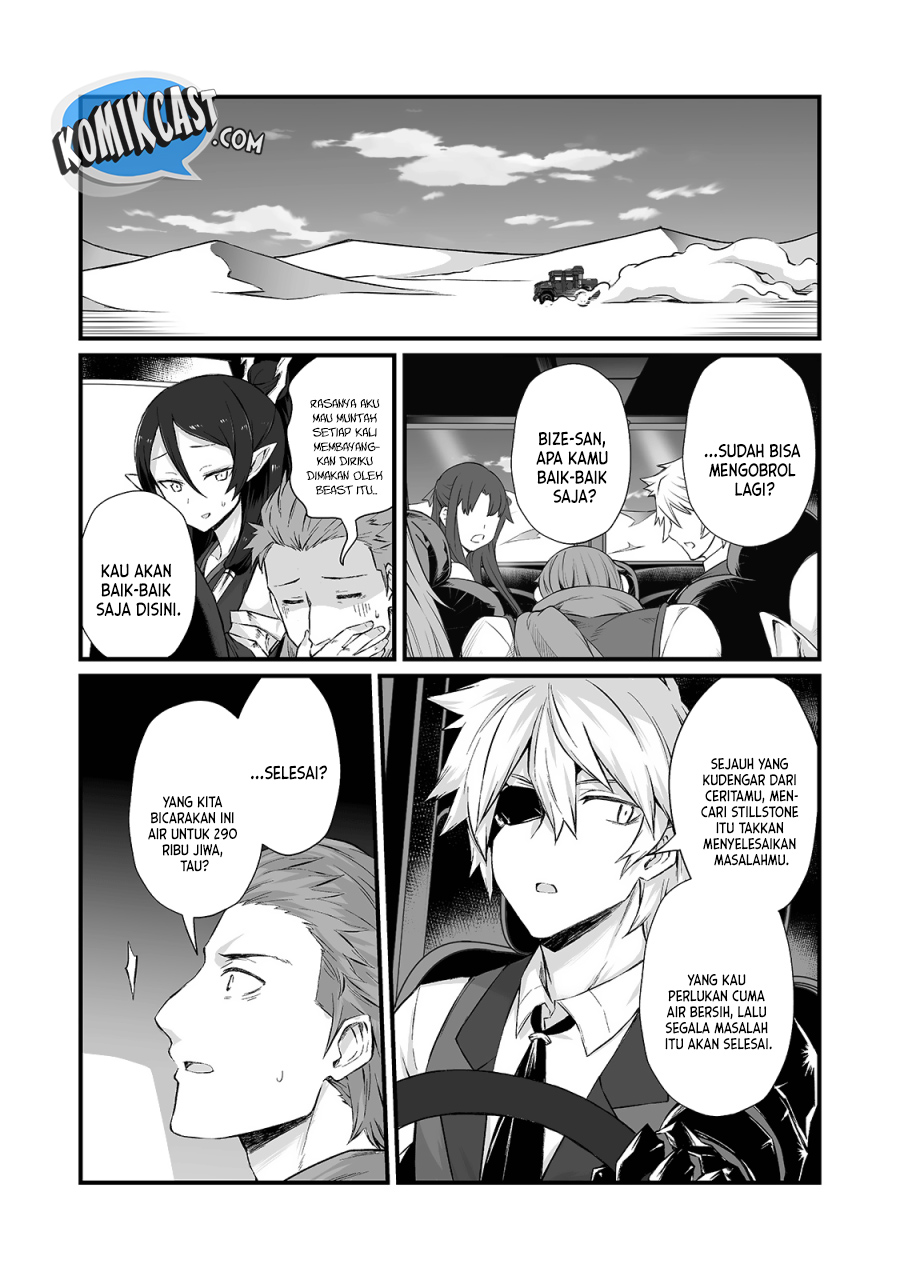 KOMIKCAST
.COM
...SUDAH BISA
MENGOBROL
LAGI?
BIZE-SAN,
APA KAMU
BAIK-BAIK
SAJA?
RASANYA AKU
MAU MUNTAH
SETIAP KALI
MEMBAYANG-
KAN DIRIKU
DIMAKAN OLEH
BEAST ITU..
KAU AKAN
BAIK-BAIK
SAJA DISINI.
SEJAUH YANG
KUDENGAR DARI
CERITAMU, MEN-
CARI STILLSTONE
ITU TAKKAN
MENYELESAIKAN
MASALAHMU.
YANG KAU
PERLUKAN CUMA
AIR BERSIH, LALU
SEGALA MASALAH
ITU AKAN SELESAI.
...SELESAI?
YANG KITA
BICARAKAN INI
AIR UNTUK 290
RIBU JIWA,
TAU?